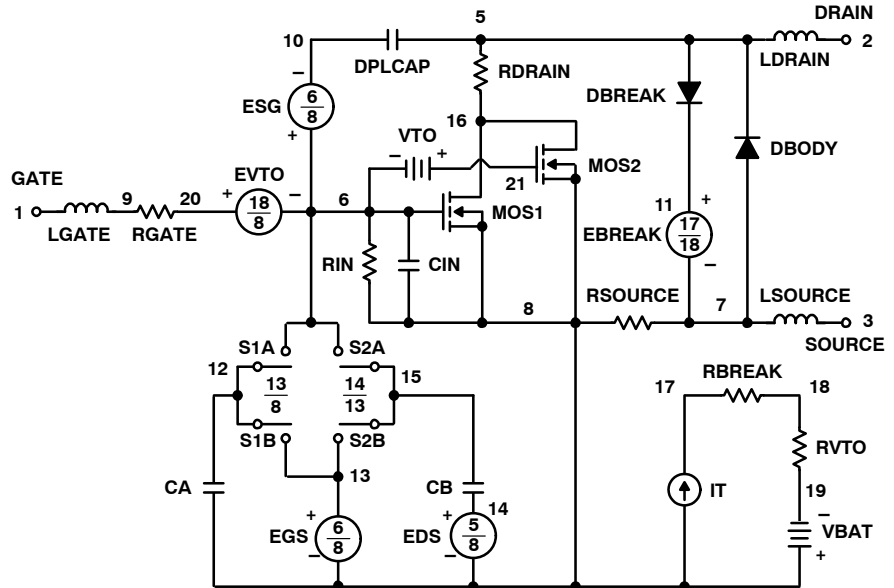 DRAIN
5
10
2
LDRAIN
DPLCAP
RDRAIN
−
6
8
ESG
DBREAK
+
16
VTO
− +
DBODY
MOS2
GATE
EVTO
21
9 20
+ −
6
11 +
1
18
8
MOS1
17
18
EBREAK
LGATE RGATE
RIN CIN
−
RSOURCE
LSOURCE
8
7
3
SOURCE
S1A S2A
12
15
13
8
14
13
RBREAK
17 18
S1B S2B
13
RVTO
CA
CB
IT
19
+
+ 14
−
EGS
6
8
EDS
5
8
VBAT
− −
+